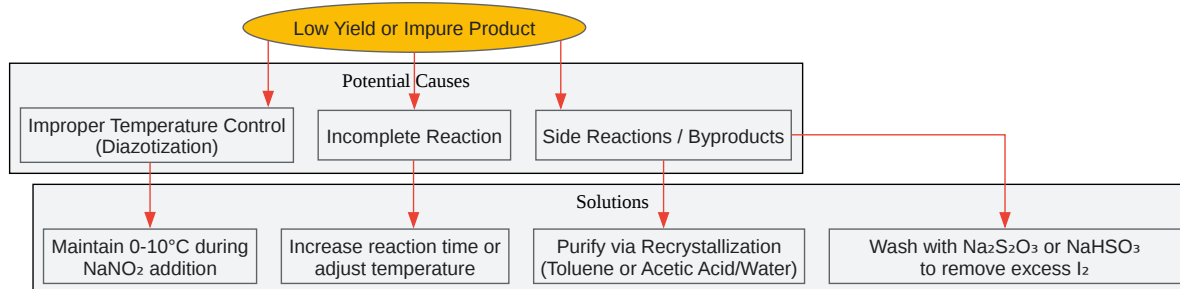 Low Yield or Impure Product
Potential Causes
Improper Temperature Control
(Diazotization)
Incomplete Reaction
Side Reactions / Byproducts
Solutions
Maintain 0-10°C during
NaNO₂ addition
Increase reaction time or
adjust temperature
Purify via Recrystallization
(Toluene or Acetic Acid/Water)
Wash with Na₂S₂O₃ or NaHSO₃
to remove excess I₂